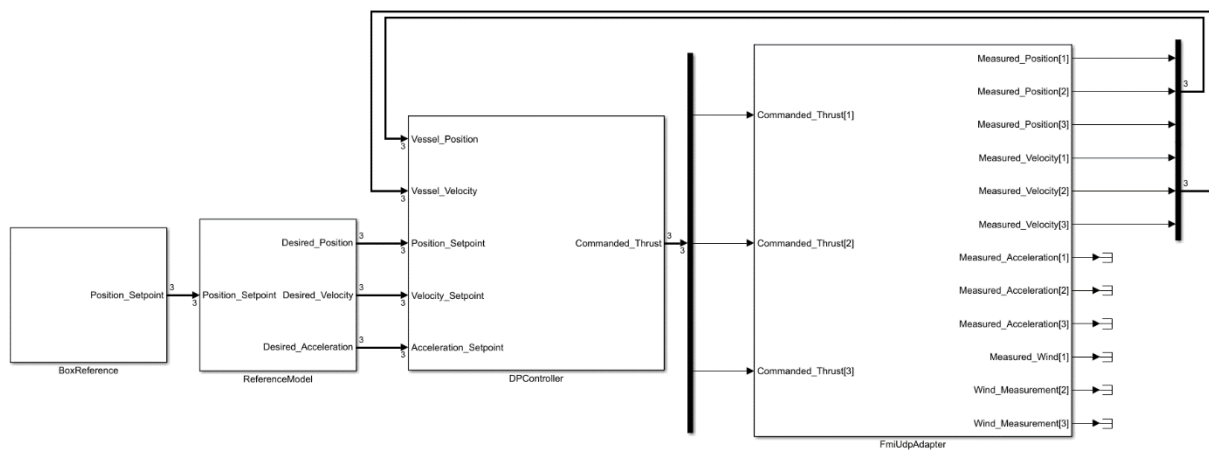 Position_Setpoint
3
3
BoxReference
Position_Setpoint
Desired_Position
3
Desired_Velocity
3
Desired_Acceleration
3
ReferenceModel
Vessel_Position
3
Vessel_Velocity
3
Position_Setpoint
3
Velocity_Setpoint
3
Acceleration_Setpoint
3
Commanded_Thrust
3
3
DPController
Commanded_Thrust[1]
Commanded_Thrust[2]
Commanded_Thrust[3]
Measured_Position[1]
Measured_Position[2]
Measured_Position[3]
Measured_Velocity[1]
Measured_Velocity[2]
Measured_Velocity[3]
Measured_Acceleration[1]
Measured_Acceleration[2]
Measured_Acceleration[3]
Measured_Wind[1]
Wind_Measurement[2]
Wind_Measurement[3]
FmiUdpAdapter
3
3